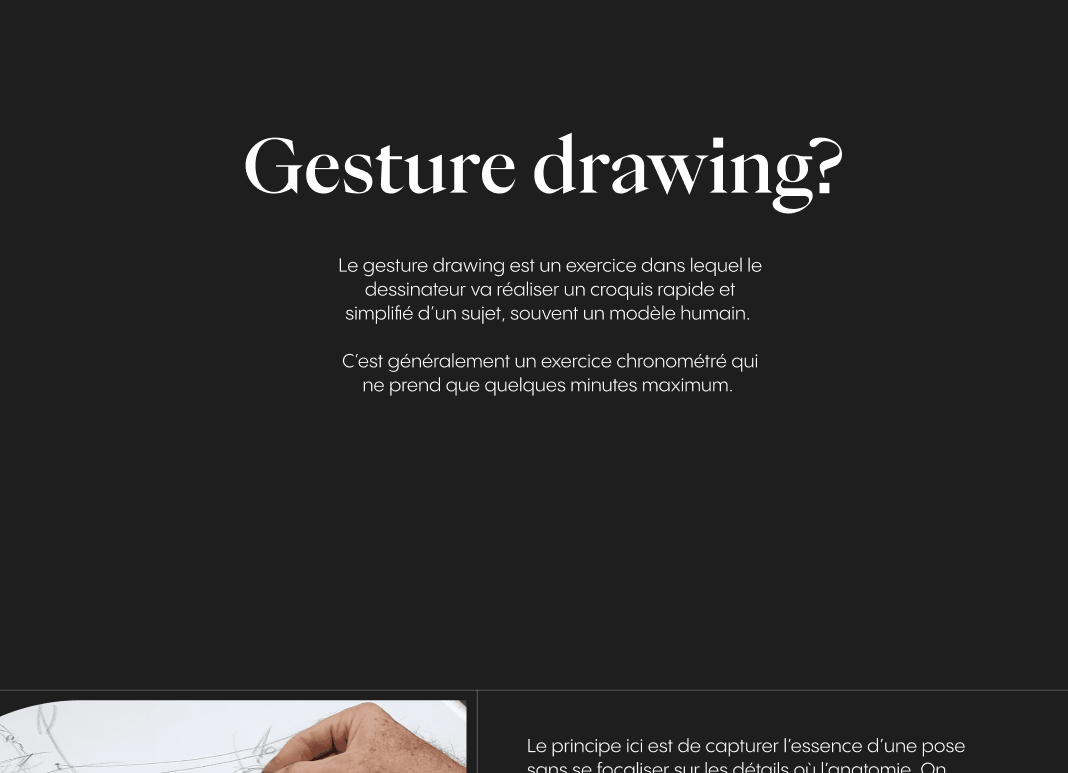 Gesture drawing?
Le gesture drawing est un exercice dans lequel le
dessinateur va réaliser un croquis rapide et
simplifié d’un sujet, souvent un modèle humain.
C’est généralement un exercice chronométré qui
ne prend que quelques minutes maximum.
Le principe ici est de capturer l’essence d’une pose
sans se focaliser sur les détails où l’anatomie. On